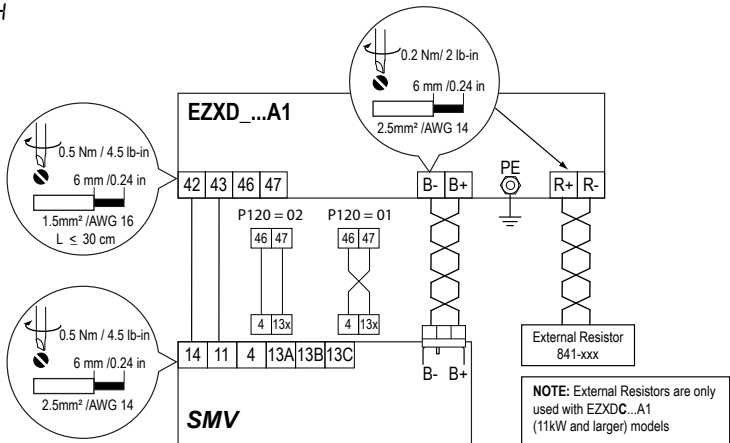 0.2 Nm/ 2 lb-in
6 mm /0.24 in
2.5mm² /AWG 14
EZXD_...A1
0.5 Nm / 4.5 lb-in
6 mm /0.24 in
1.5mm² /AWG 16
L ≤ 30 cm
42 43 46 47
B- B+
PE
R+ R-
P120 = 02
P120 = 01
46 47
46 47
4 13x
4 13x
0.5 Nm / 4.5 lb-in
6 mm /0.24 in
2.5mm² /AWG 14
14 11 4 13A 13B 13C
B- B+
SMV
External Resistor
841-xxx
NOTE: External Resistors are only
used with EZXDC...A1
(11kW and larger) models